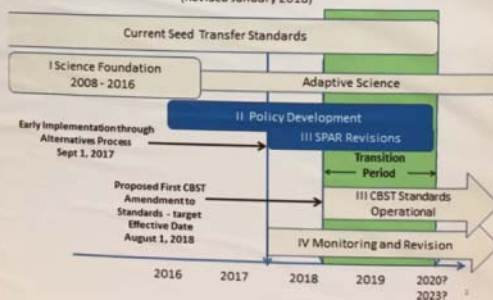 (Revised January 2018)
Current Seed Transfer Standards
I Science Foundation
2008 - 2016
Adaptive Science
II Policy Development
III SPAR Revisions
Early Implementation through
Alternatives Process
Sept 1, 2017
Transition
Period
Proposed First CBST
Amendment to
Standards - target
Effective Date
August 1, 2018
III CBST Standards
Operational
IV Monitoring and Revision
2016 2017 2018 2019 2020?
2023?